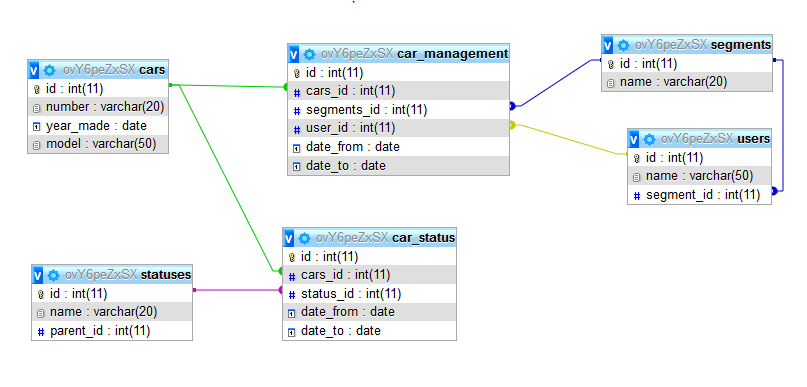 ovY6peZxSX cars
id : int(11)
number : varchar(20)
year_made : date
model : varchar(50)
ovY6peZxSX car_management
id : int(11)
cars_id : int(11)
segments_id : int(11)
user_id : int(11)
date_from : date
date_to : date
ovY6peZxSX segments
id : int(11)
name : varchar(20)
ovY6peZxSX users
id : int(11)
name : varchar(50)
segment_id : int(11)
ovY6peZxSX car_status
id : int(11)
cars_id : int(11)
status_id : int(11)
date_from : date
date_to : date
ovY6peZxSX statuses
id : int(11)
name : varchar(20)
parent_id : int(11)